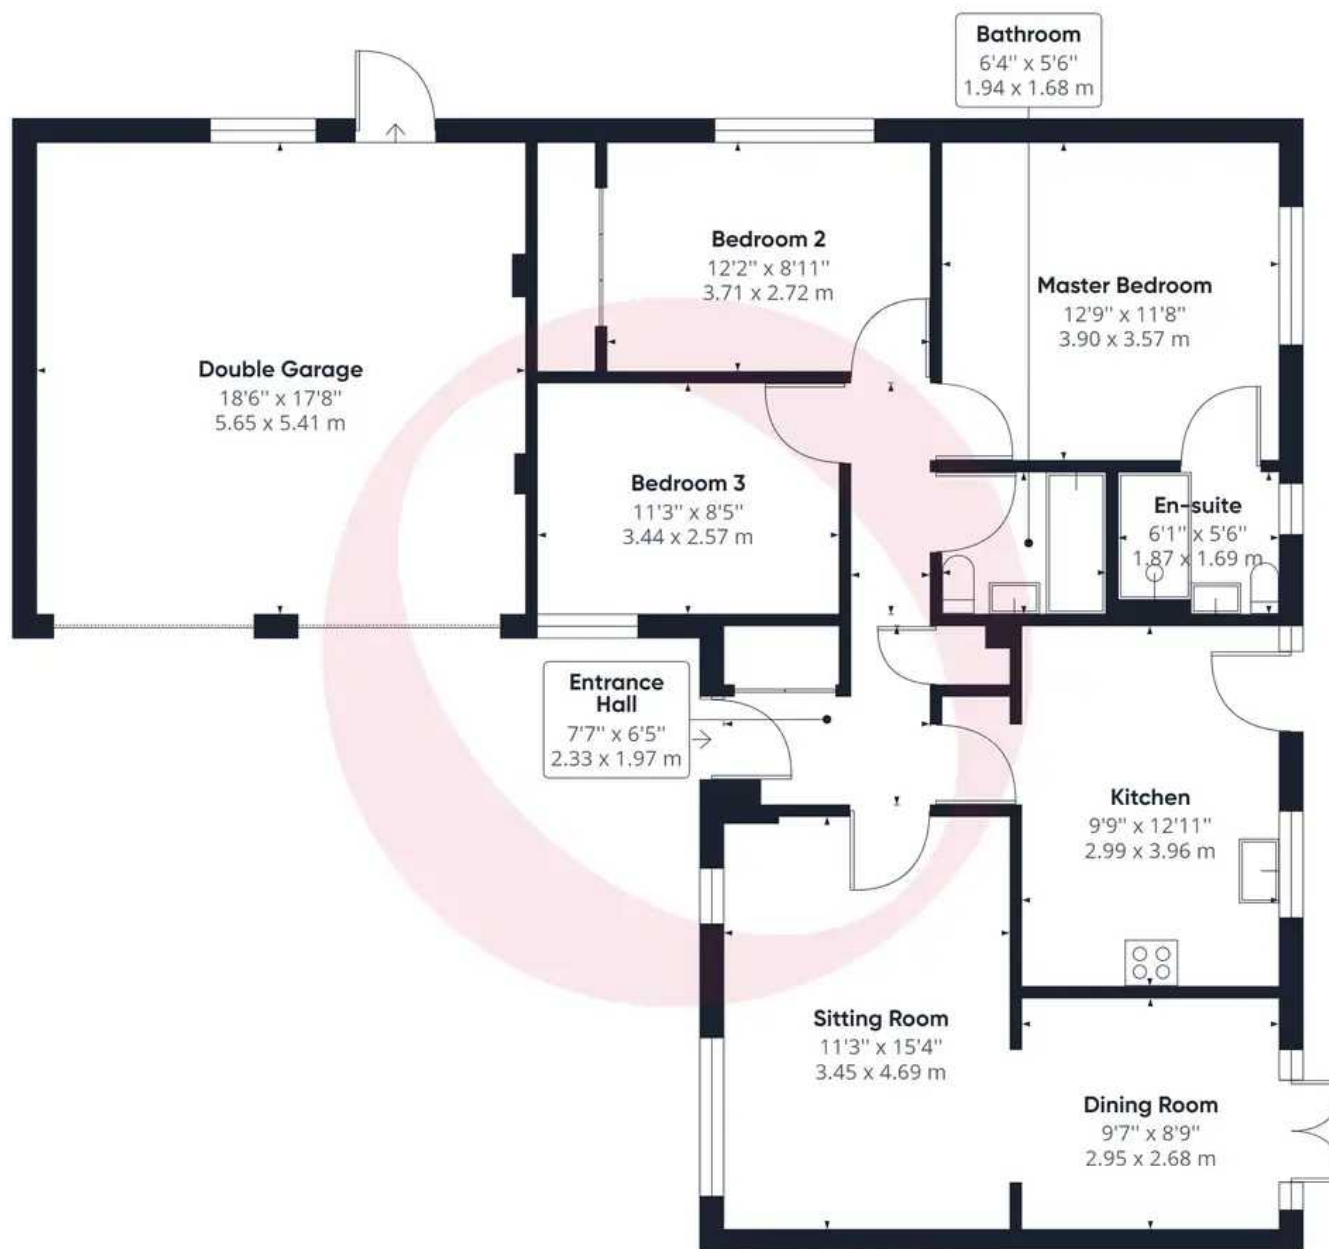 Bathroom
6'4" x 5'6"
1.94 x 1.68 m
Bedroom 2
12'2" x 8'11"
3.71 x 2.72 m
Master Bedroom
12'9" x 11'8"
3.90 x 3.57 m
Double Garage
18'6" x 17'8"
5.65 x 5.41 m
Bedroom 3
11'3" x 8'5"
3.44 x 2.57 m
En-suite
6'1" x 5'6"
1.87 x 1.69 m
Entrance
Hall
7'7" x 6'5"
2.33 x 1.97 m
Kitchen
9'9" x 12'11"
2.99 x 3.96 m
Sitting Room
11'3" x 15'4"
3.45 x 4.69 m
Dining Room
9'7" x 8'9"
2.95 x 2.68 m